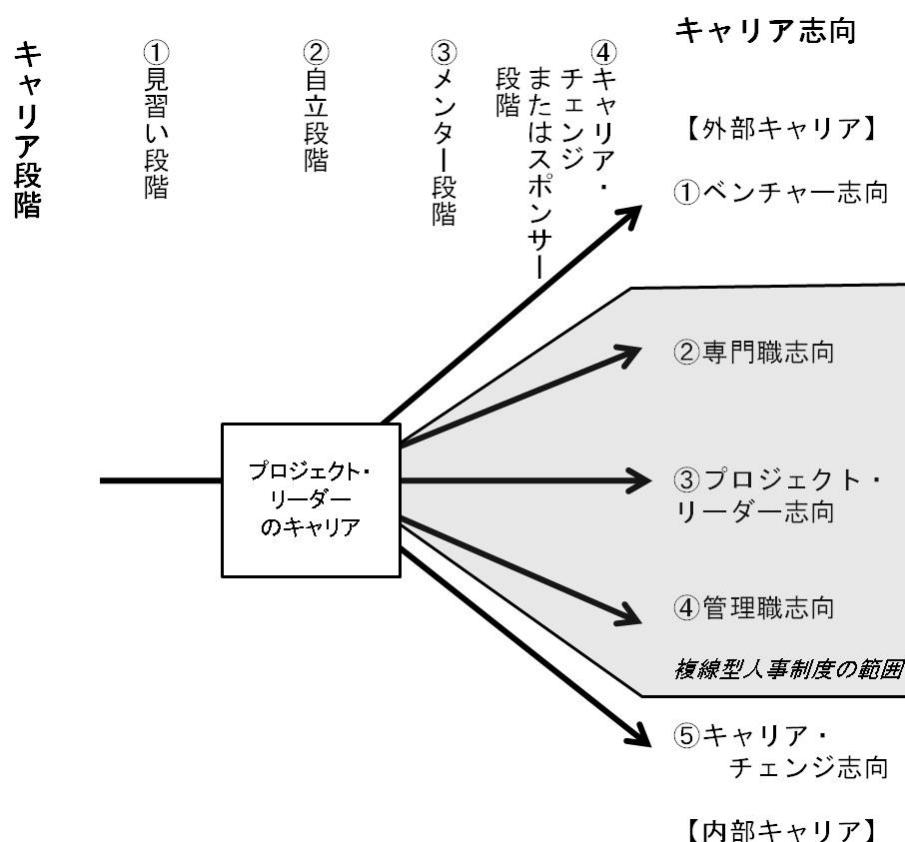 キャリア段階
①見習い段階
②自立段階
③メンター段階
④キャリア・
チェンジ
またはスポンサー
段階
キャリア志向
【外部キャリア】
①ベンチャー志向
②専門職志向
プロジェクト・
リーダー
のキャリア
③プロジェクト・
リーダー志向
④管理職志向
複線型人事制度の範囲
⑤キャリア・
チェンジ志向
【内部キャリア】